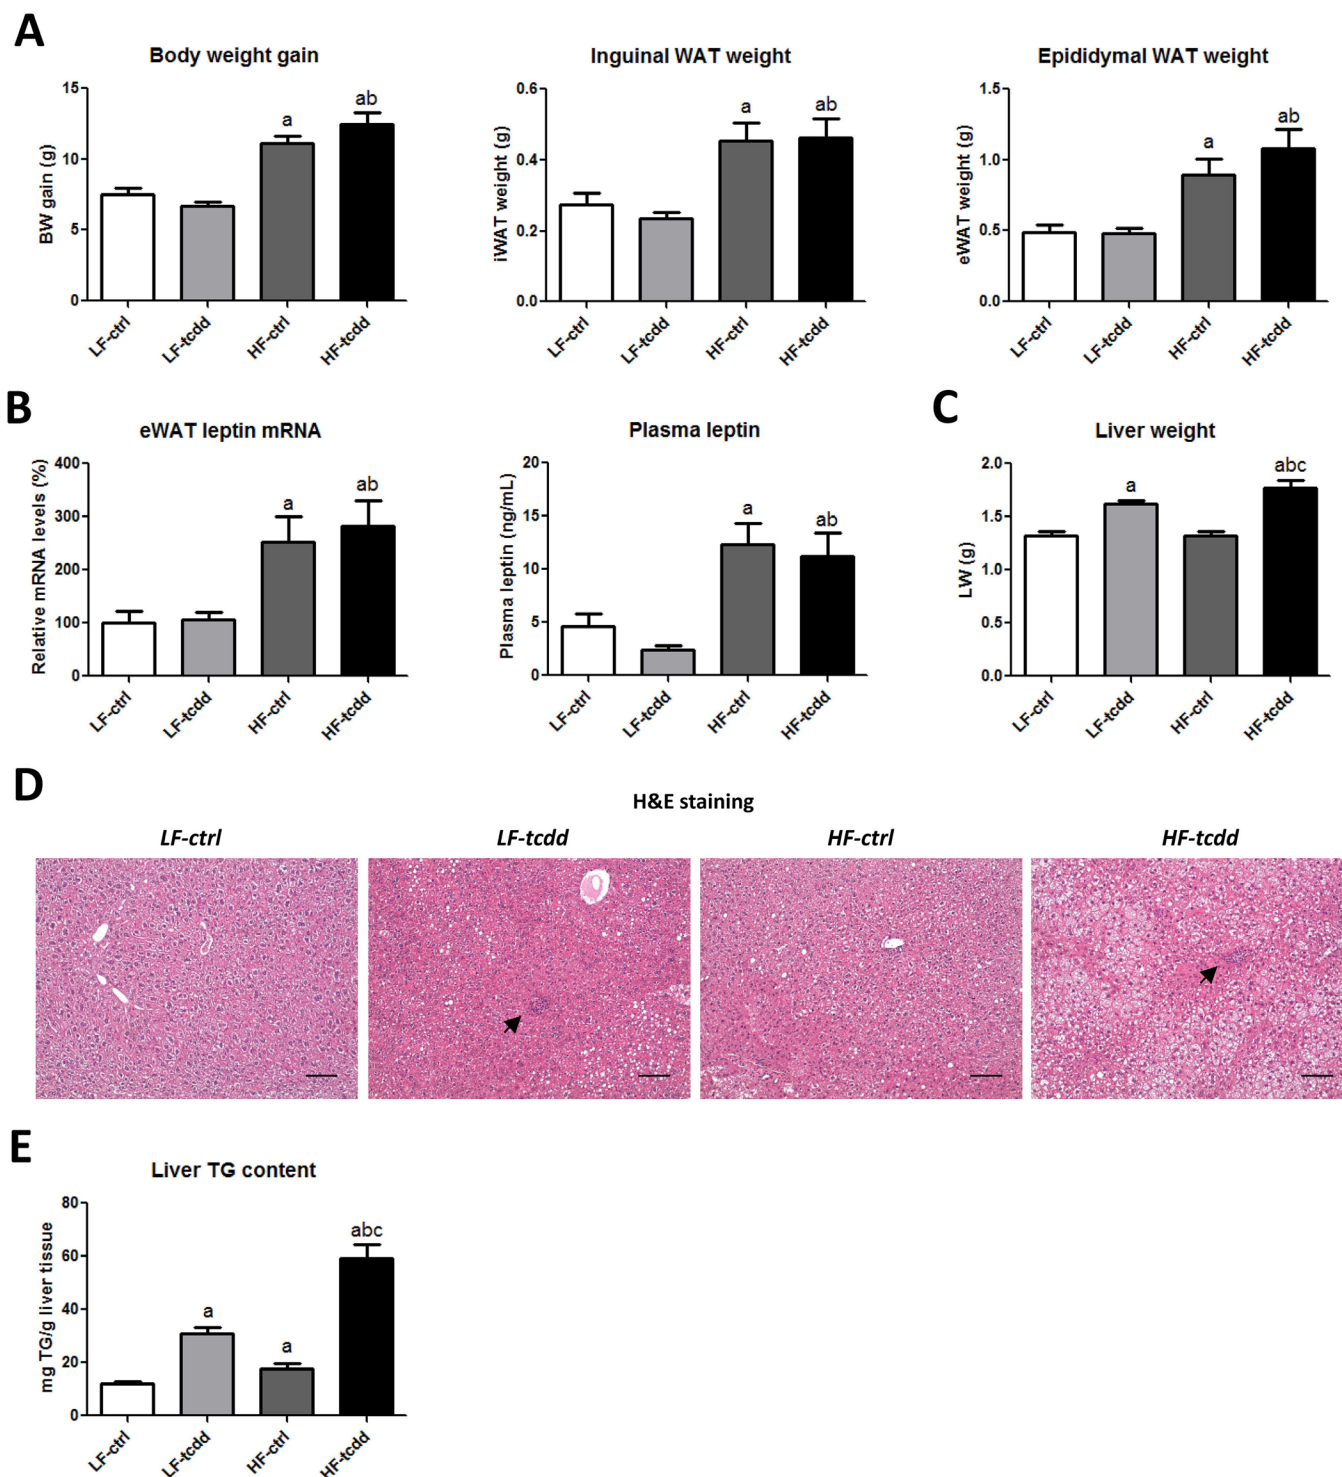 A
Body weight gain
15
10
5
0
BW gain (g)
a
ab
LF-ctrl
LF-tcdd
HF-ctrl
HF-tcdd
Inguinal WAT weight
0.6
0.4
0.2
0.0
iWAT weight (g)
a
ab
LF-ctrl
LF-tcdd
HF-ctrl
HF-tcdd
Epididymal WAT weight
1.5
1.0
0.5
0.0
eWAT weight (g)
a
ab
LF-ctrl
LF-tcdd
HF-ctrl
HF-tcdd
B
eWAT leptin mRNA
400
300
200
100
0
Relative mRNA levels (%)
a
ab
LF-ctrl
LF-tcdd
HF-ctrl
HF-tcdd
Plasma leptin
20
15
10
5
0
Plasma leptin (ng/mL)
a
ab
LF-ctrl
LF-tcdd
HF-ctrl
HF-tcdd
C
Liver weight
2.0
1.5
1.0
0.5
0.0
LW (g)
a
abc
LF-ctrl
LF-tcdd
HF-ctrl
HF-tcdd
D
H&E staining
LF-ctrl
LF-tcdd
HF-ctrl
HF-tcdd
E
Liver TG content
80
60
40
20
0
mg TG/g liver tissue
a
a
abc
LF-ctrl
LF-tcdd
HF-ctrl
HF-tcdd